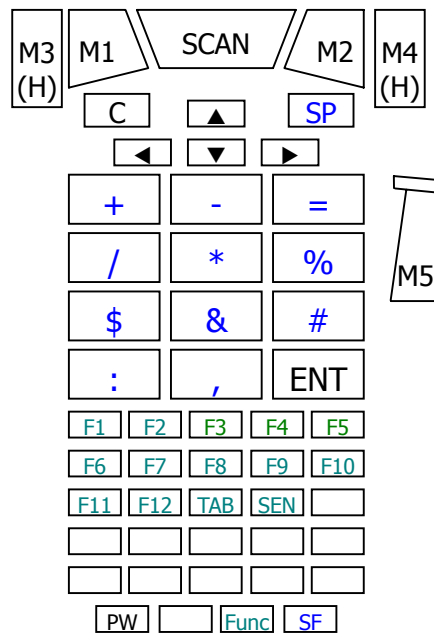 M3 (H) M1 SCAN M2 M4 (H)
C ▲ SP
◀ ▼ ▶
+ - =
/ * %
M5
$ & #
: , ENT
F1 F2 F3 F4 F5
F6 F7 F8 F9 F10
F11 F12 TAB SEN
PW Func SF